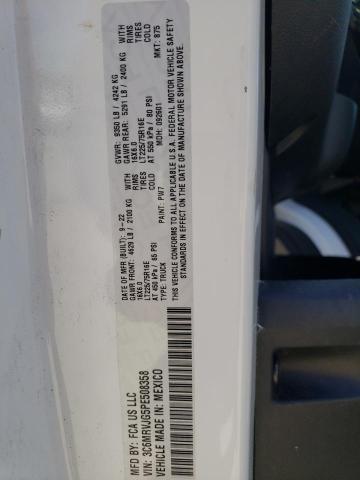 MFD BY: FCA US LLC
VIN: 3C6MRVJG5PE508358
VEHICLE MADE IN: MEXICO
DATE OF MFR (BUILT): 9-22
GAWR FRONT: 4629 LB / 2100 KG WITH
16X6.0 RIMS
LT225/75R16E TIRES
AT 450 kPa / 65 PSI COLD
TYPE: TRUCK PAINT: PW7
GVWR: 9350 LB / 4242 KG
GAWR REAR: 5291 LB / 2400 KG WITH
16X6.0 RIMS
LT225/75R16E TIRES
AT 550 kPa / 80 PSI COLD
MDH: 092601 MKT: 875
THIS VEHICLE CONFORMS TO ALL APPLICABLE U.S.A. FEDERAL MOTOR VEHICLE SAFETY
STANDARDS IN EFFECT ON THE DATE OF MANUFACTURE SHOWN ABOVE.